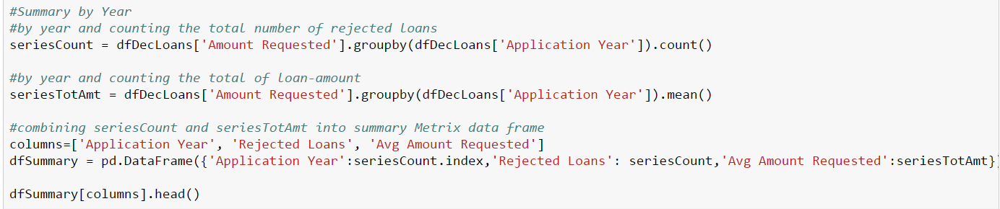 #Summary by Year
#by year and counting the total number of rejected loans
seriesCount = dfDecLoans['Amount Requested'].groupby(dfDecLoans['Application Year']).count()
#by year and counting the total of loan-amount
seriesTotAmt = dfDecLoans['Amount Requested'].groupby(dfDecLoans['Application Year']).mean()
#combining seriesCount and seriesTotAmt into summary Metrix data frame
columns=['Application Year', 'Rejected Loans', 'Avg Amount Requested']
dfSummary = pd.DataFrame({'Application Year':seriesCount.index,'Rejected Loans': seriesCount,'Avg Amount Requested':seriesTotAmt})
dfSummary[columns].head()